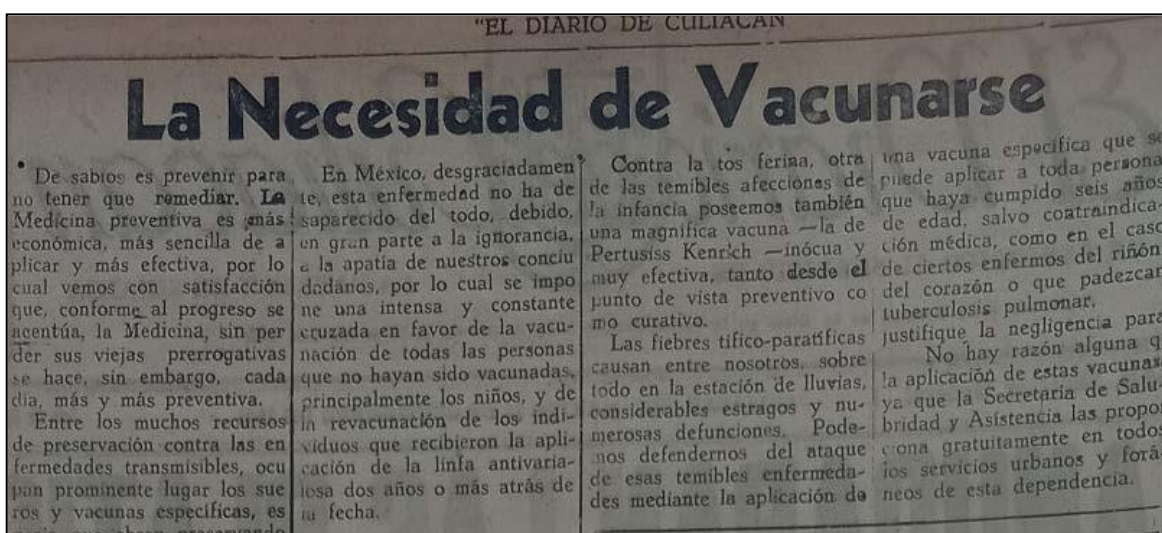 "EL DIARIO DE CULIACAN
La Necesidad de Vacunarse
De sabios es prevenir para
no tener que remediar. La
Medicina preventiva es más
económica, más sencilla de a
plicar y más efectiva, por lo
cual vemos con satisfacción
que, conforme al progreso se
acentúa, la Medicina, sin per
der sus viejas prerrogativas
se hace, sin embargo, cada
día, más y más preventiva.
Entre los muchos recursos
de preservación contra las en
fermedades transmisibles, ocu
pan prominente lugar los sue
ros y vacunas específicas, es
En México, desgraciadamen
te, esta enfermedad no ha de
saparecido del todo, debido,
en gran parte a la ignorancia,
a la apatía de nuestros conciu
dadanos, por lo cual se impo
ne una intensa y constante
cruzada en favor de la vacu-
nación de todas las personas
que no hayan sido vacunadas,
principalmente los niños, y de
la revacunación de los indi-
viduos que recibieron la apli-
cación de la linfa antivario-
losa dos años o más atrás de
la fecha.
Contra la tos ferina, otra
de las temibles afecciones de
la infancia poseemos también
una magnífica vacuna —la de
Pertusiss Kenrich —inócua y
muy efectiva, tanto desde el
punto de vista preventivo co
mo curativo.
Las fiebres tífico-paratíficas
causan entre nosotros, sobre
todo en la estación de lluvias,
considerables estragos y nu-
merosas defunciones. Pode-
mos defendernos del ataque
de esas temibles enfermeda-
des mediante la aplicación de
una vacuna específica que se
puede aplicar a toda persona
que haya cumpido seis años
de edad, salvo contraindica-
ción médica, como en el caso
de ciertos enfermos del riñón,
del corazón o que padezcan
tuberculosis pulmonar.
justifique la negligencia para
No hay razón alguna q
la aplicación de estas vacunas,
ya que la Secretaría de Salu-
bridad y Asistencia las propor
ciona gratuitamente en todos
los servicios urbanos y forá-
neos de esta dependencia.